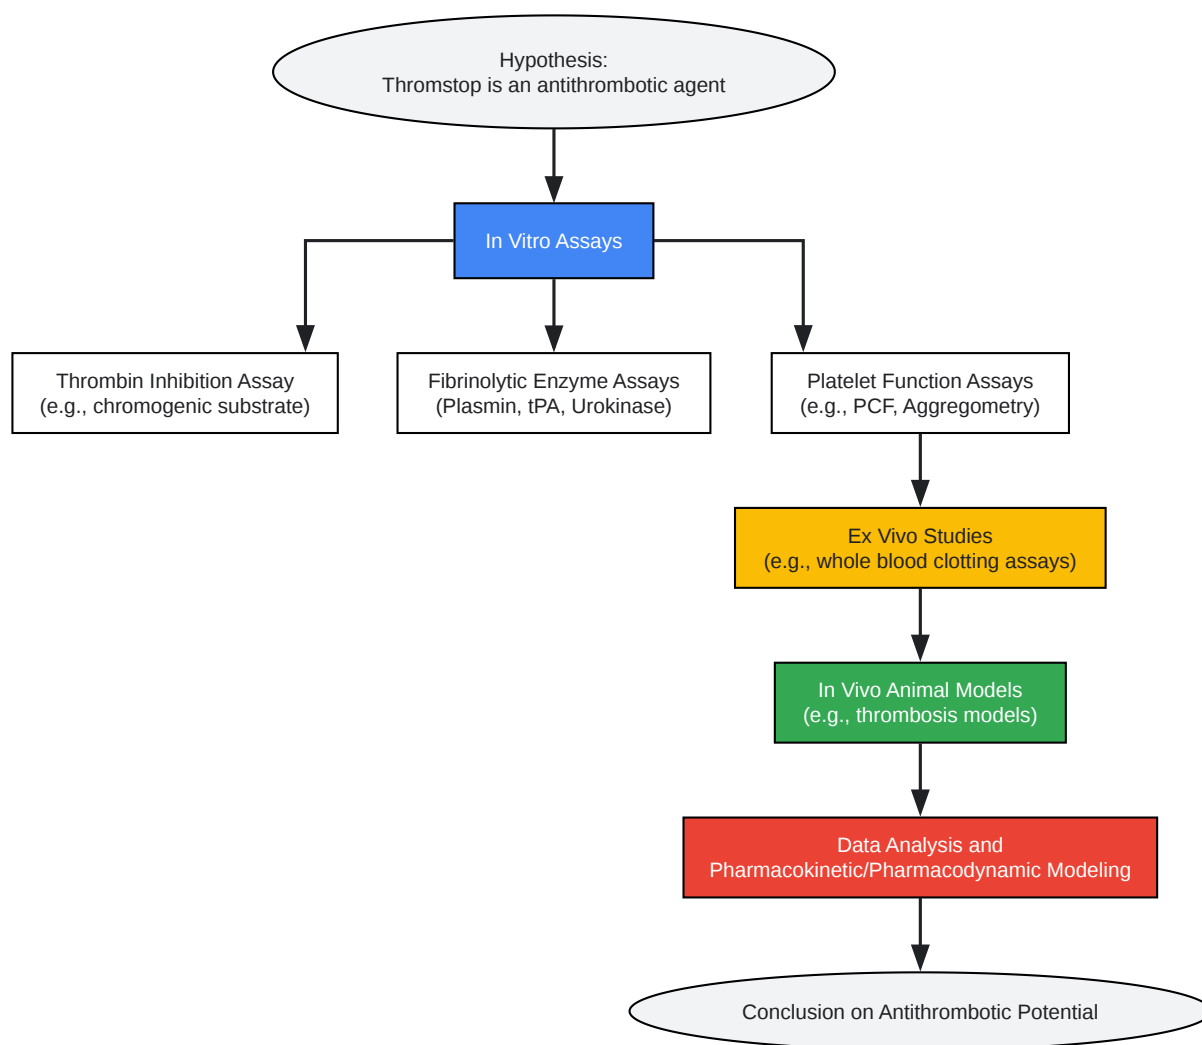 Hypothesis:
Thromstop is an antithrombotic agent
In Vitro Assays
Thrombin Inhibition Assay
(e.g., chromogenic substrate)
Fibrinolytic Enzyme Assays
(Plasmin, tPA, Urokinase)
Platelet Function Assays
(e.g., PCF, Aggregometry)
Ex Vivo Studies
(e.g., whole blood clotting assays)
In Vivo Animal Models
(e.g., thrombosis models)
Data Analysis and
Pharmacokinetic/Pharmacodynamic Modeling
Conclusion on Antithrombotic Potential